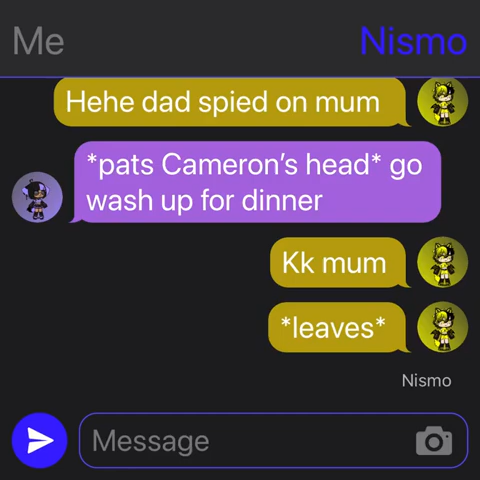 Me
Nismo
Hehe dad spied on mum
*pats Cameron’s head* go
wash up for dinner
Kk mum
*leaves*
Nismo
Message